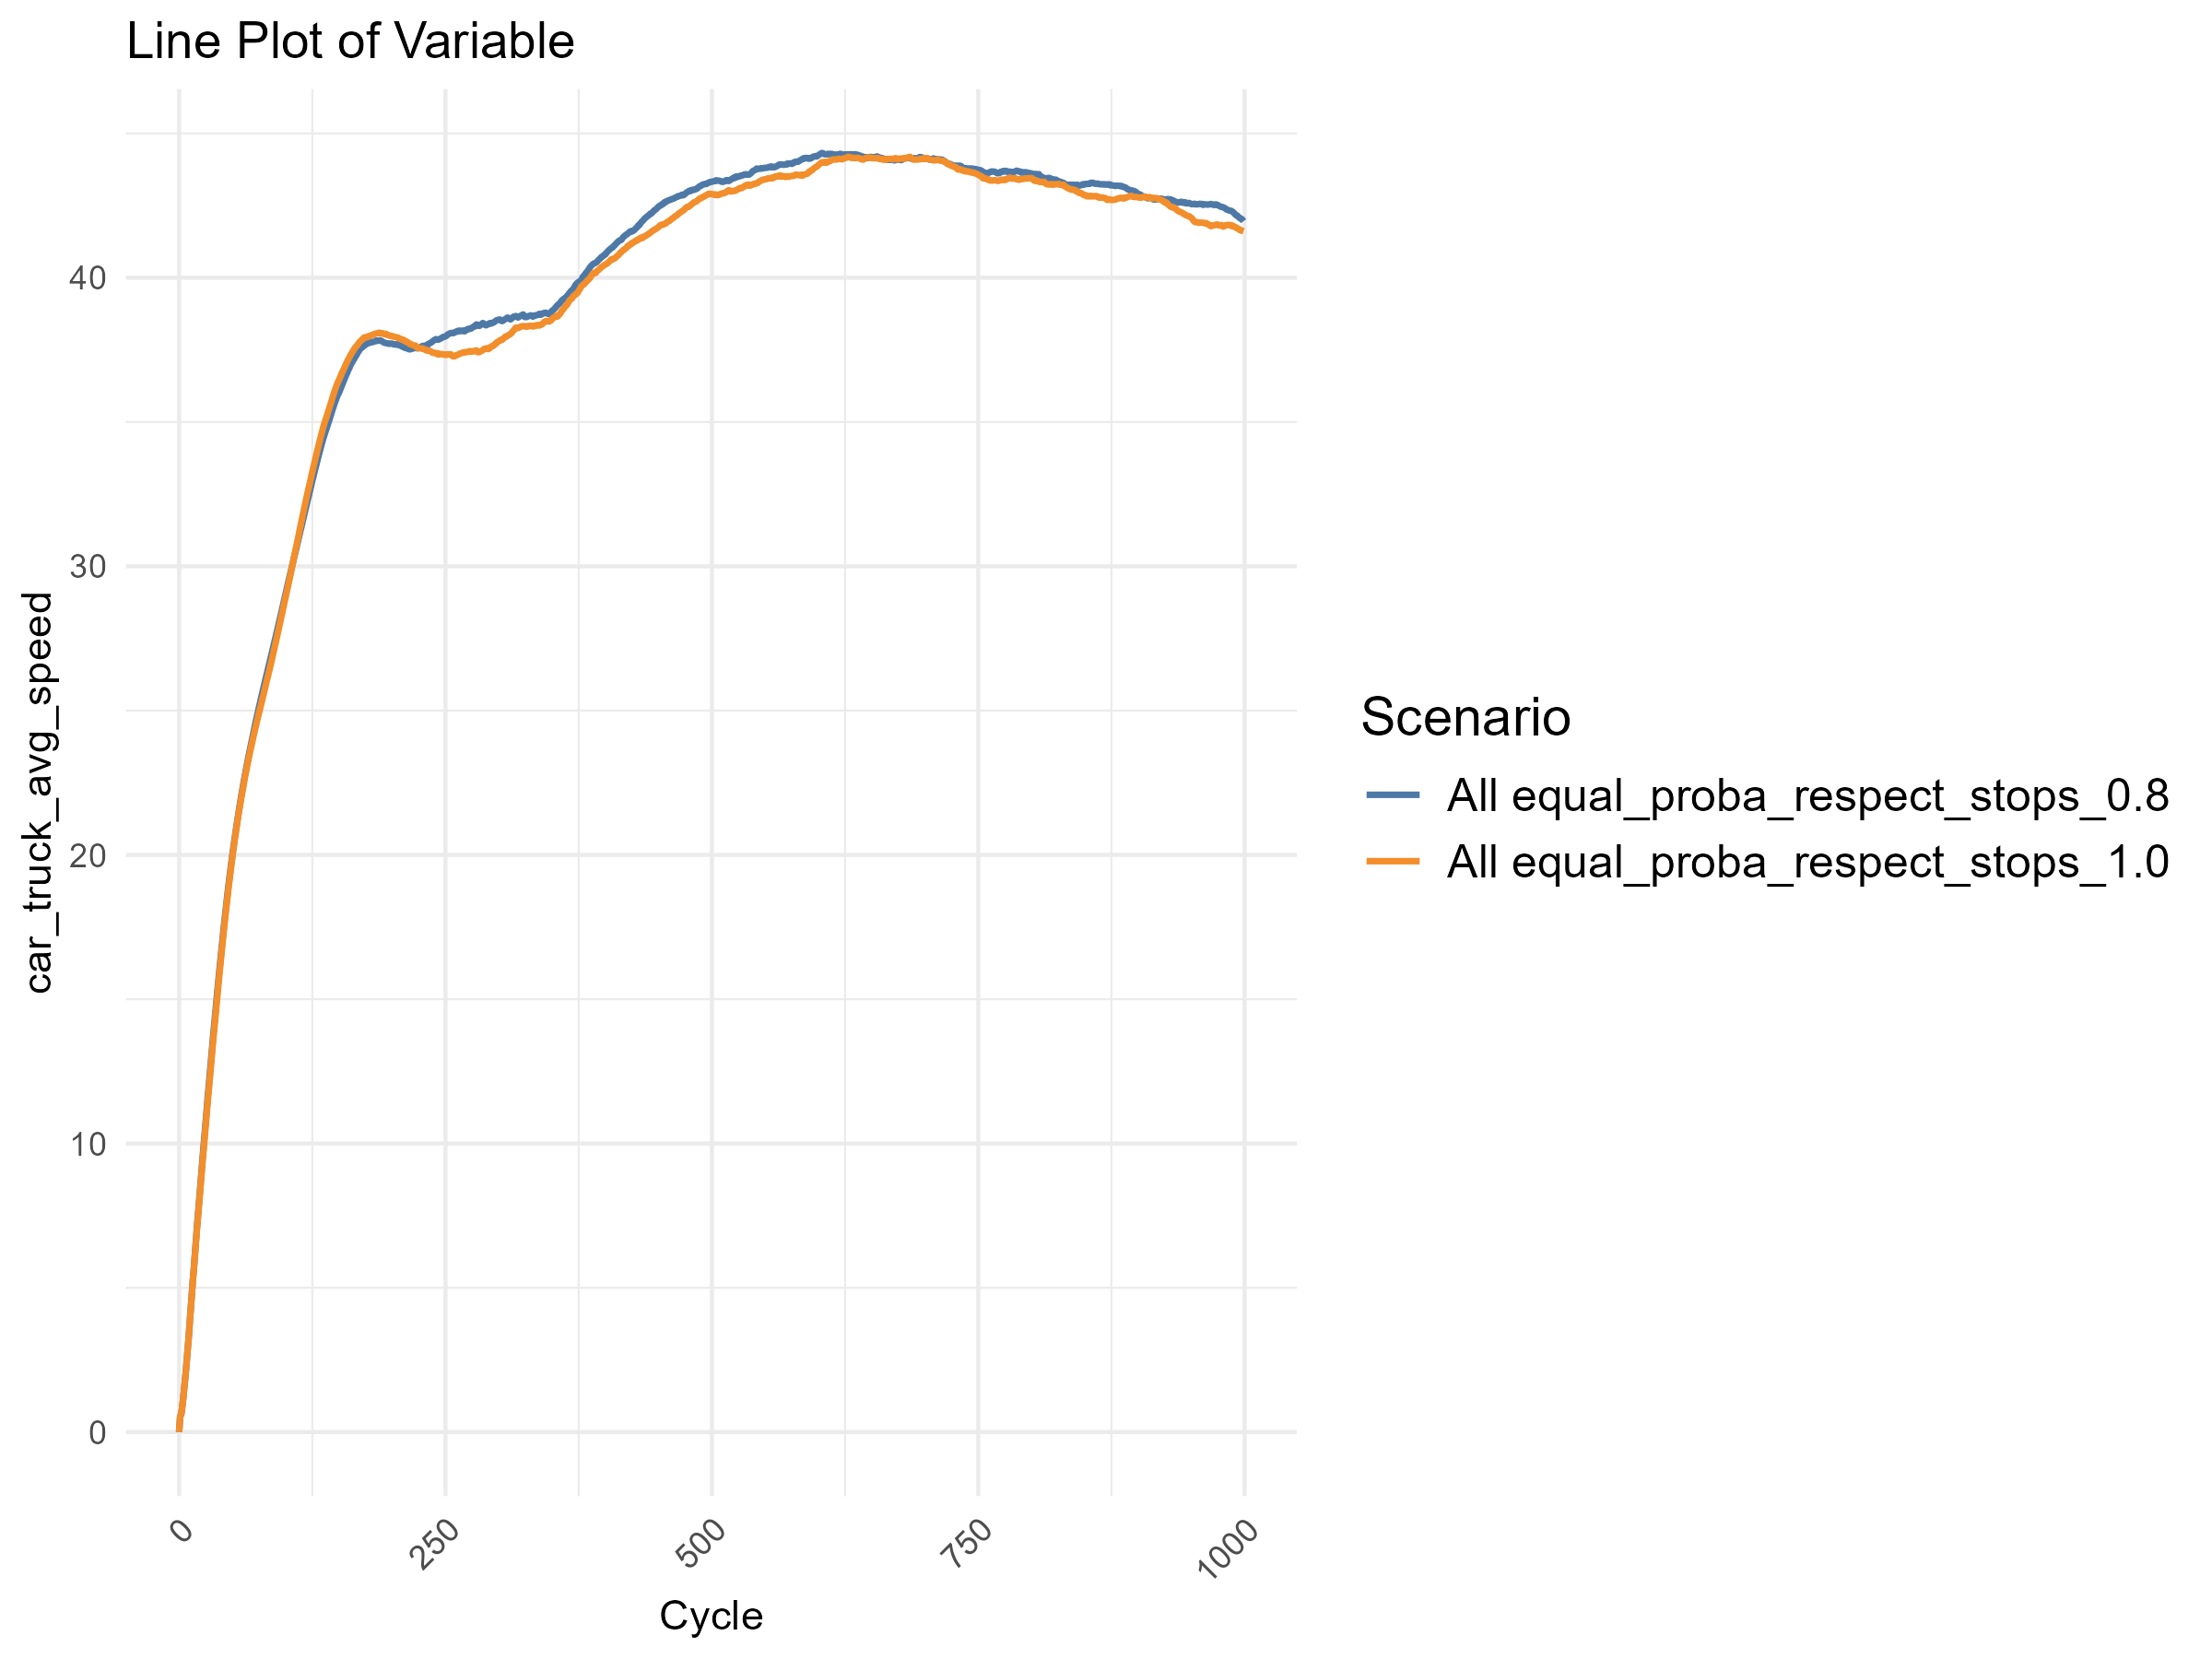 Line Plot of Variable
car_truck_avg_speed
40
30
20
10
0
0
250
500
750
1000
Cycle
Scenario
All equal_proba_respect_stops_0.8
All equal_proba_respect_stops_1.0